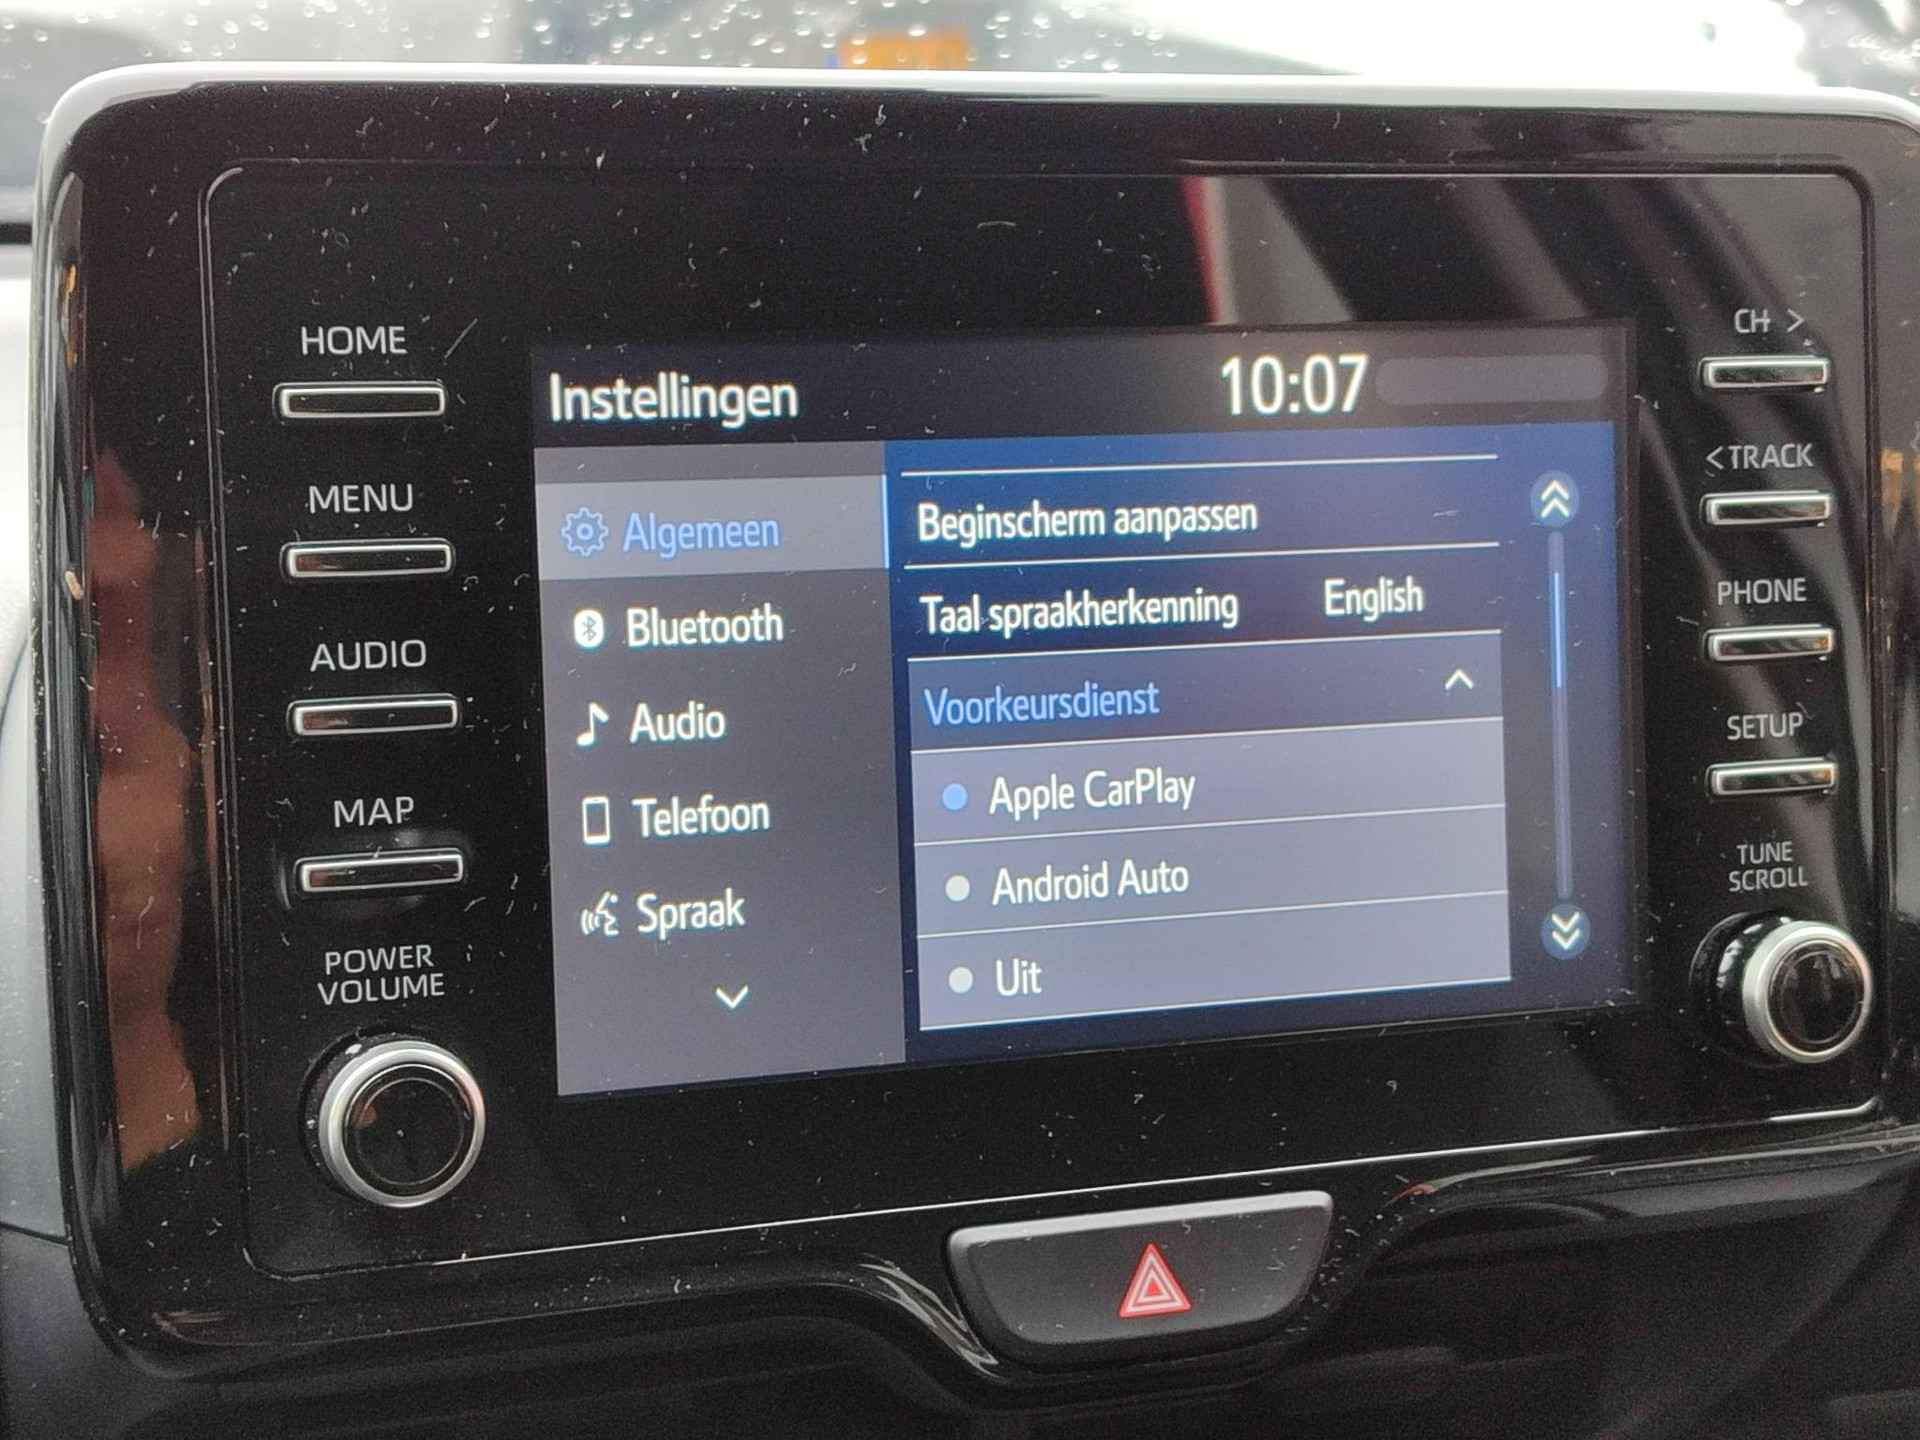 HOME
MENU
AUDIO
MAP
POWER
VOLUME
Instellingen
10:07
Algemeen
Bluetooth
Audio
Telefoon
Spraak
Beginscherm aanpassen
Taal spraakherkenning English
Voorkeursdienst
Apple CarPlay
Android Auto
Uit
CH >
< TRACK
PHONE
SETUP
TUNE
SCROLL